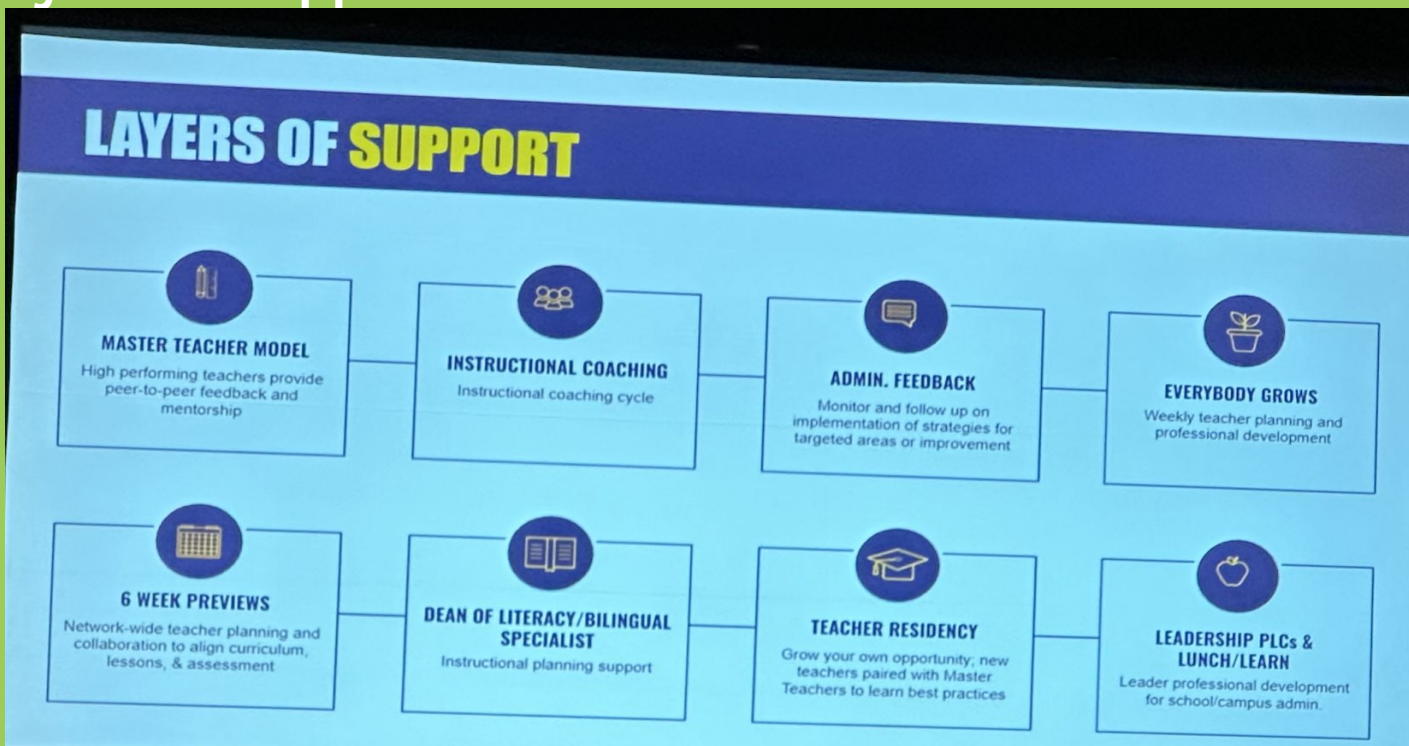 LAYERS OF SUPPORT
MASTER TEACHER MODEL
High performing teachers provide
peer-to-peer feedback and
mentorship
INSTRUCTIONAL COACHING
Instructional coaching cycle
ADMIN. FEEDBACK
Monitor and follow up on
implementation of strategies for
targeted areas or improvement
EVERYBODY GROWS
Weekly teacher planning and
professional development
6 WEEK PREVIEWS
Network-wide teacher planning and
collaboration to align curriculum,
lessons, & assessment
DEAN OF LITERACY/BILINGUAL
SPECIALIST
Instructional planning support
TEACHER RESIDENCY
Grow your own opportunity; new
teachers paired with Master
Teachers to learn best practices
LEADERSHIP PLCs &
LUNCH/LEARN
Leader professional development
for school/campus admin.